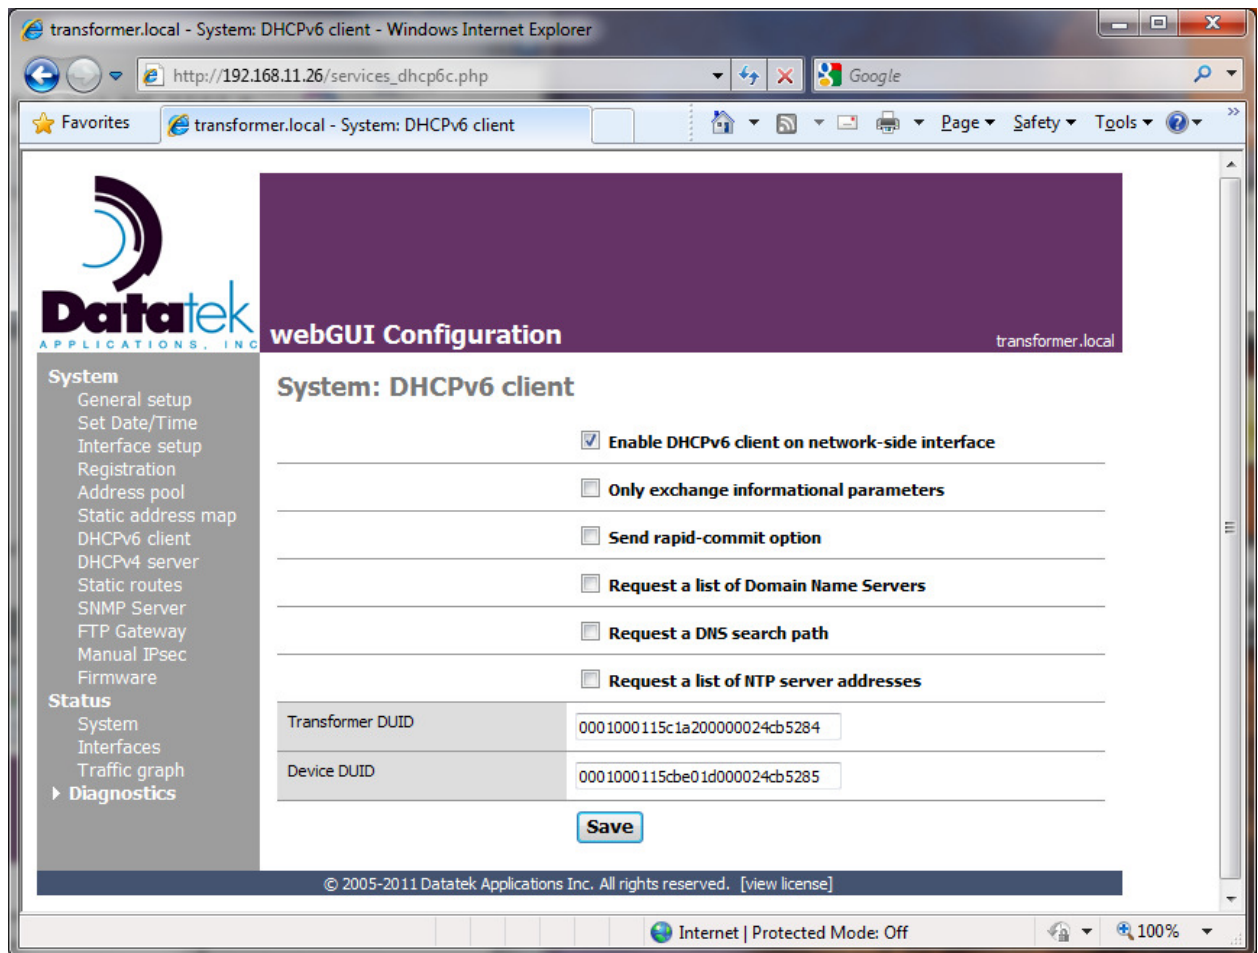 transformer.local - System: DHCPv6 client - Windows Internet Explorer
http://192.168.11.26/services_dhcp6c.php
Google
Favorites
transformer.local - System: DHCPv6 client
Page
Safety
Tools
Datatek
APPLICATIONS, INC
webGUI Configuration
transformer.local
System
General setup
Set Date/Time
Interface setup
Registration
Address pool
Static address map
DHCPv6 client
DHCPv4 server
Static routes
SNMP Server
FTP Gateway
Manual IPsec
Firmware
Status
System
Interfaces
Traffic graph
Diagnostics
System: DHCPv6 client
Enable DHCPv6 client on network-side interface
Only exchange informational parameters
Send rapid-commit option
Request a list of Domain Name Servers
Request a DNS search path
Request a list of NTP server addresses
Transformer DUID
0001000115c1a200000024cb5284
Device DUID
0001000115cbe01d000024cb5285
Save
© 2005-2011 Datatek Applications Inc. All rights reserved. [view license]
Internet | Protected Mode: Off
100%